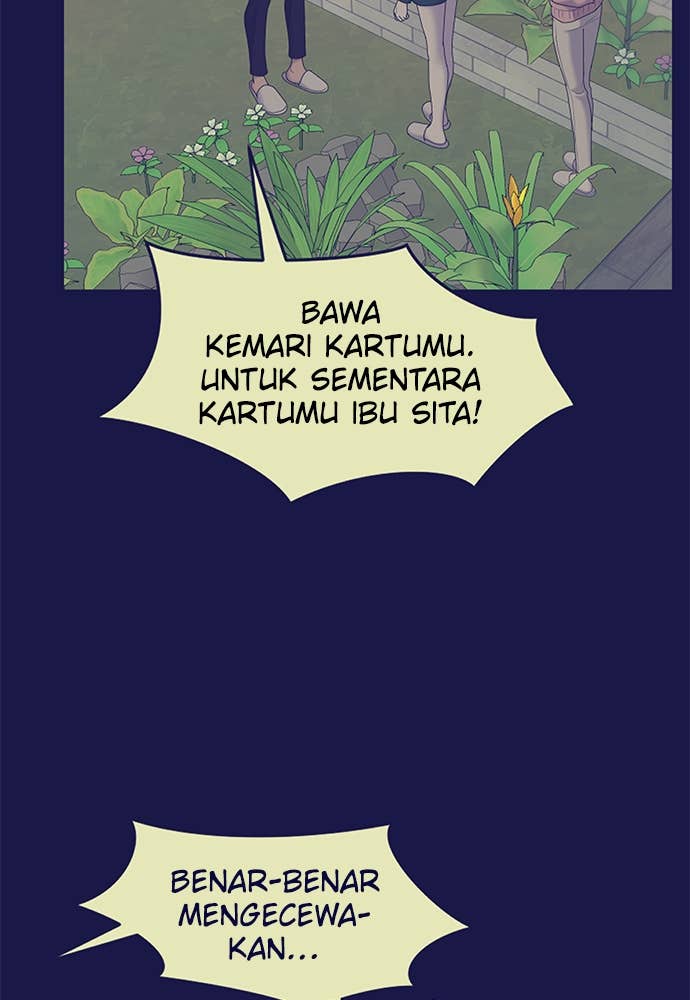 BAWA
KEMARI KARTUMU.
UNTUK SEMENTARA
KARTUMU IBU SITA!
BENAR-BENAR
MENGECEWA-
KAN...